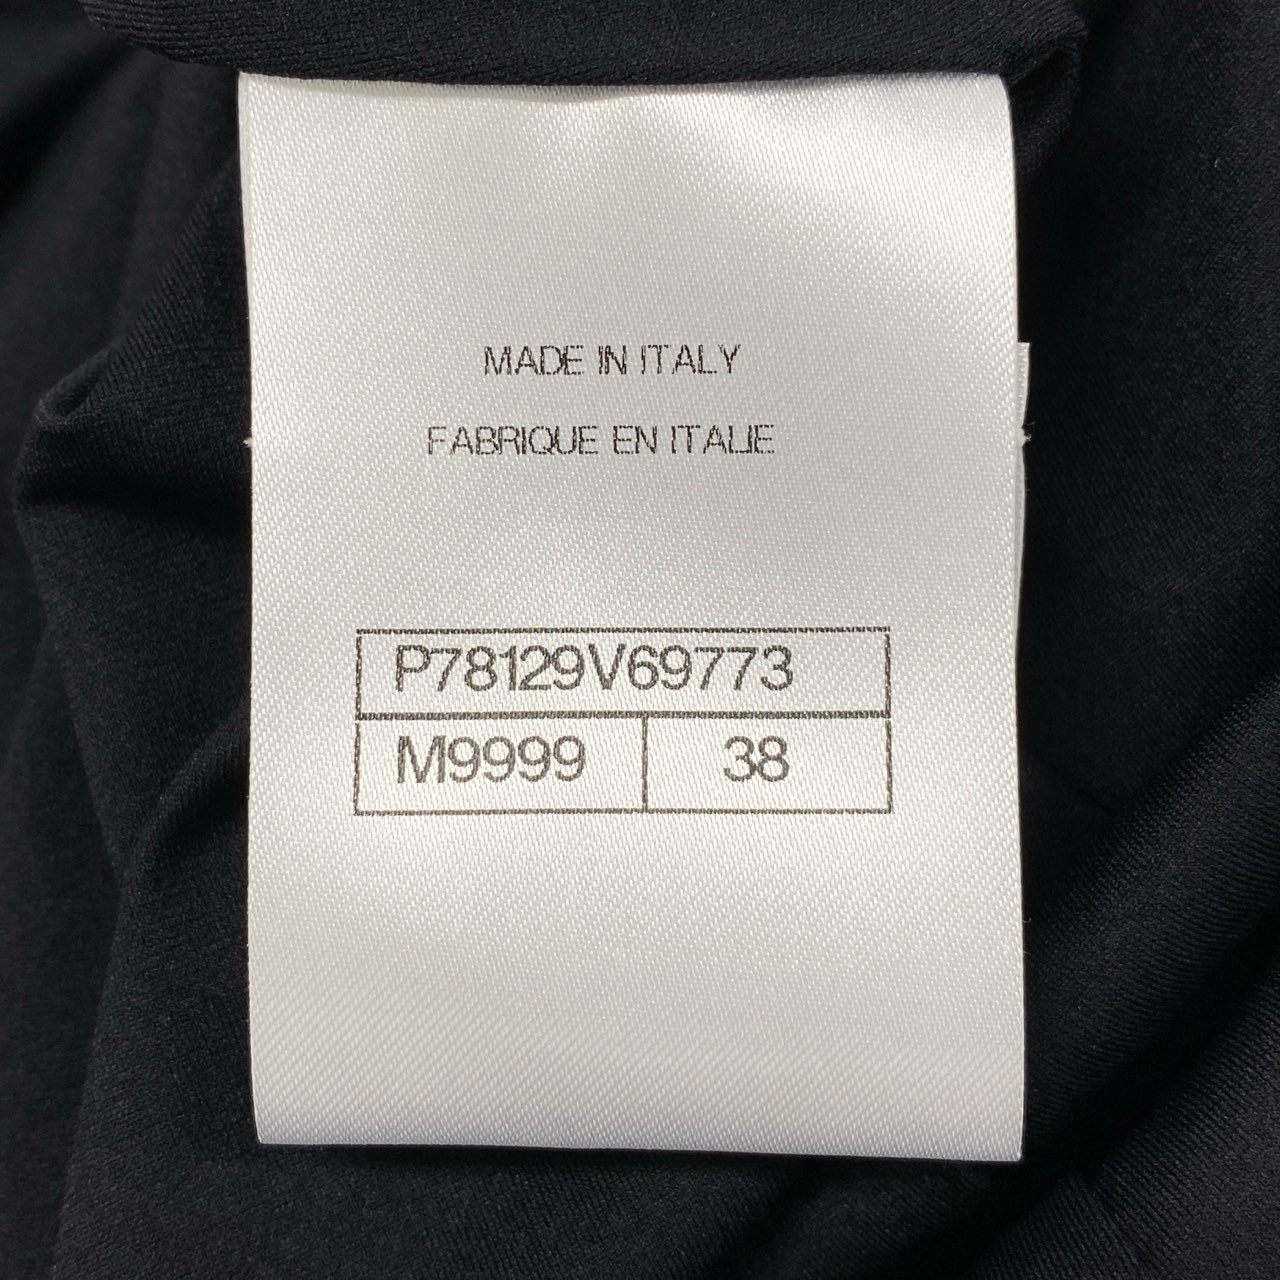 MADE IN ITALY
FABRIQUE EN ITALIE
P78129V69773
M9999 38